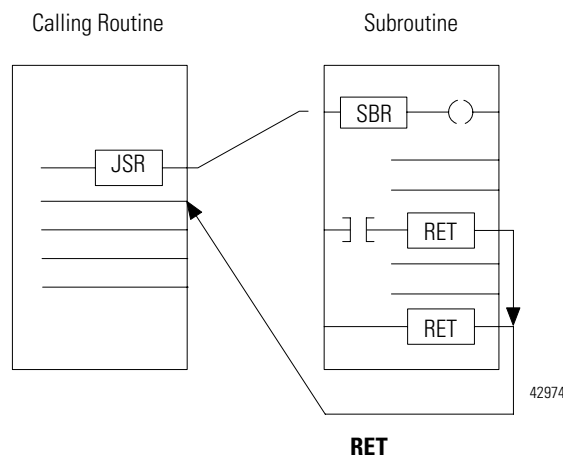 Calling Routine
Subroutine
SBR
JSR
RET
RET
42974
RET